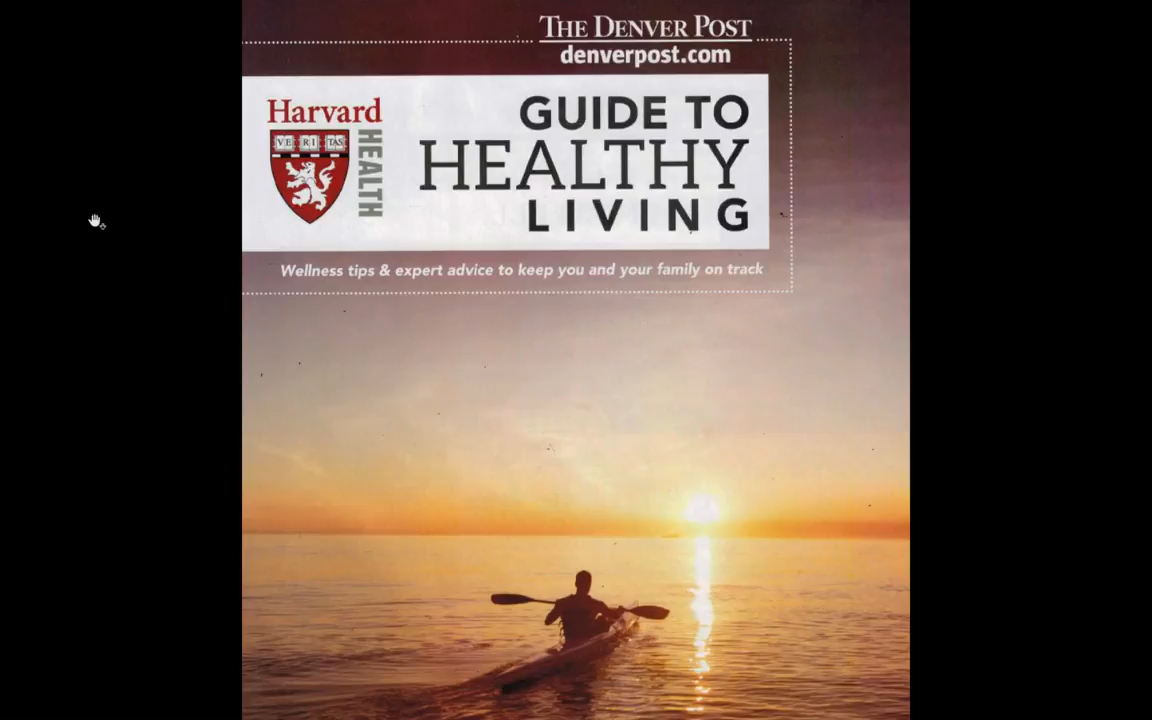 THE DENVER POST
denverpost.com
Harvard
VE RI TAS
HEALTH
GUIDE TO
HEALTHY
LIVING
Wellness tips & expert advice to keep you and your family on track